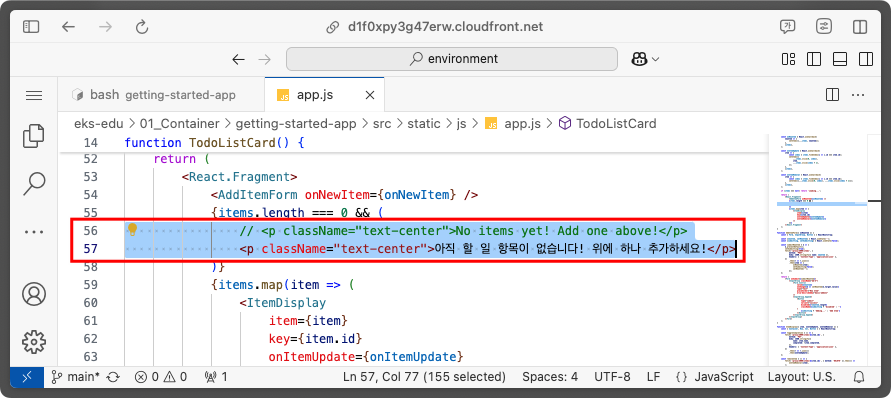 d1f0xpy3g47erw.cloudfront.net
environment
bash getting-started-app
JS app.js
eks-edu > 01_Container > getting-started-app > src > static > js > JS app.js > TodoListCard
14 function TodoListCard() {
52 return (
53 <React.Fragment>
54 <AddItemForm onNewItem={onNewItem} />
55 {items.length === 0 && (
56 // <p className="text-center">No items yet! Add one above!</p>
57 <p className="text-center">아직 할 일 항목이 없습니다! 위에 하나 추가하세요!</p>
58 )}
59 {items.map(item => (
60 <ItemDisplay
61 item={item}
62 key={item.id}
63 onItemUpdate={onItemUpdate}
main* 0 0 1 Ln 57, Col 77 (155 selected) Spaces: 4 UTF-8 LF {} JavaScript Layout: U.S.